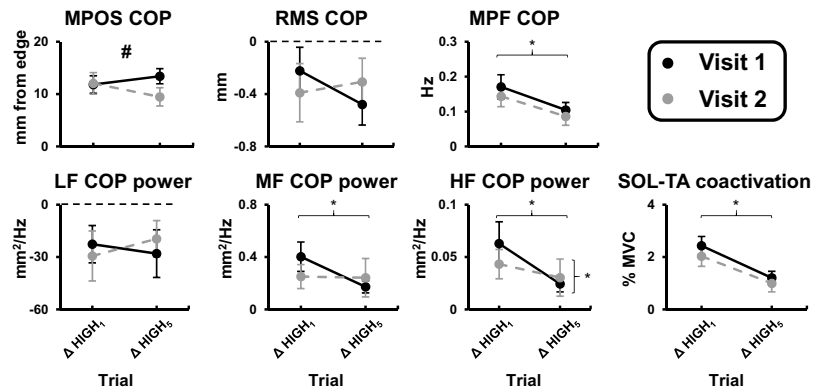 MPOS COP
RMS COP
MPF COP
mm from edge
20
10
0
#
mm
0
-0.4
-0.8
Hz
0.3
0.2
0.1
0
*
Visit 1
Visit 2
LF COP power
MF COP power
HF COP power
SOL-TA coactivation
mm²/Hz
0
-30
-60
mm²/Hz
0.8
0.4
0
*
mm²/Hz
0.1
0.05
0
*
*
% MVC
4
2
0
*
Δ HIGH₁
Δ HIGH₅
Δ HIGH₁
Δ HIGH₅
Δ HIGH₁
Δ HIGH₅
Δ HIGH₁
Δ HIGH₅
Trial
Trial
Trial
Trial